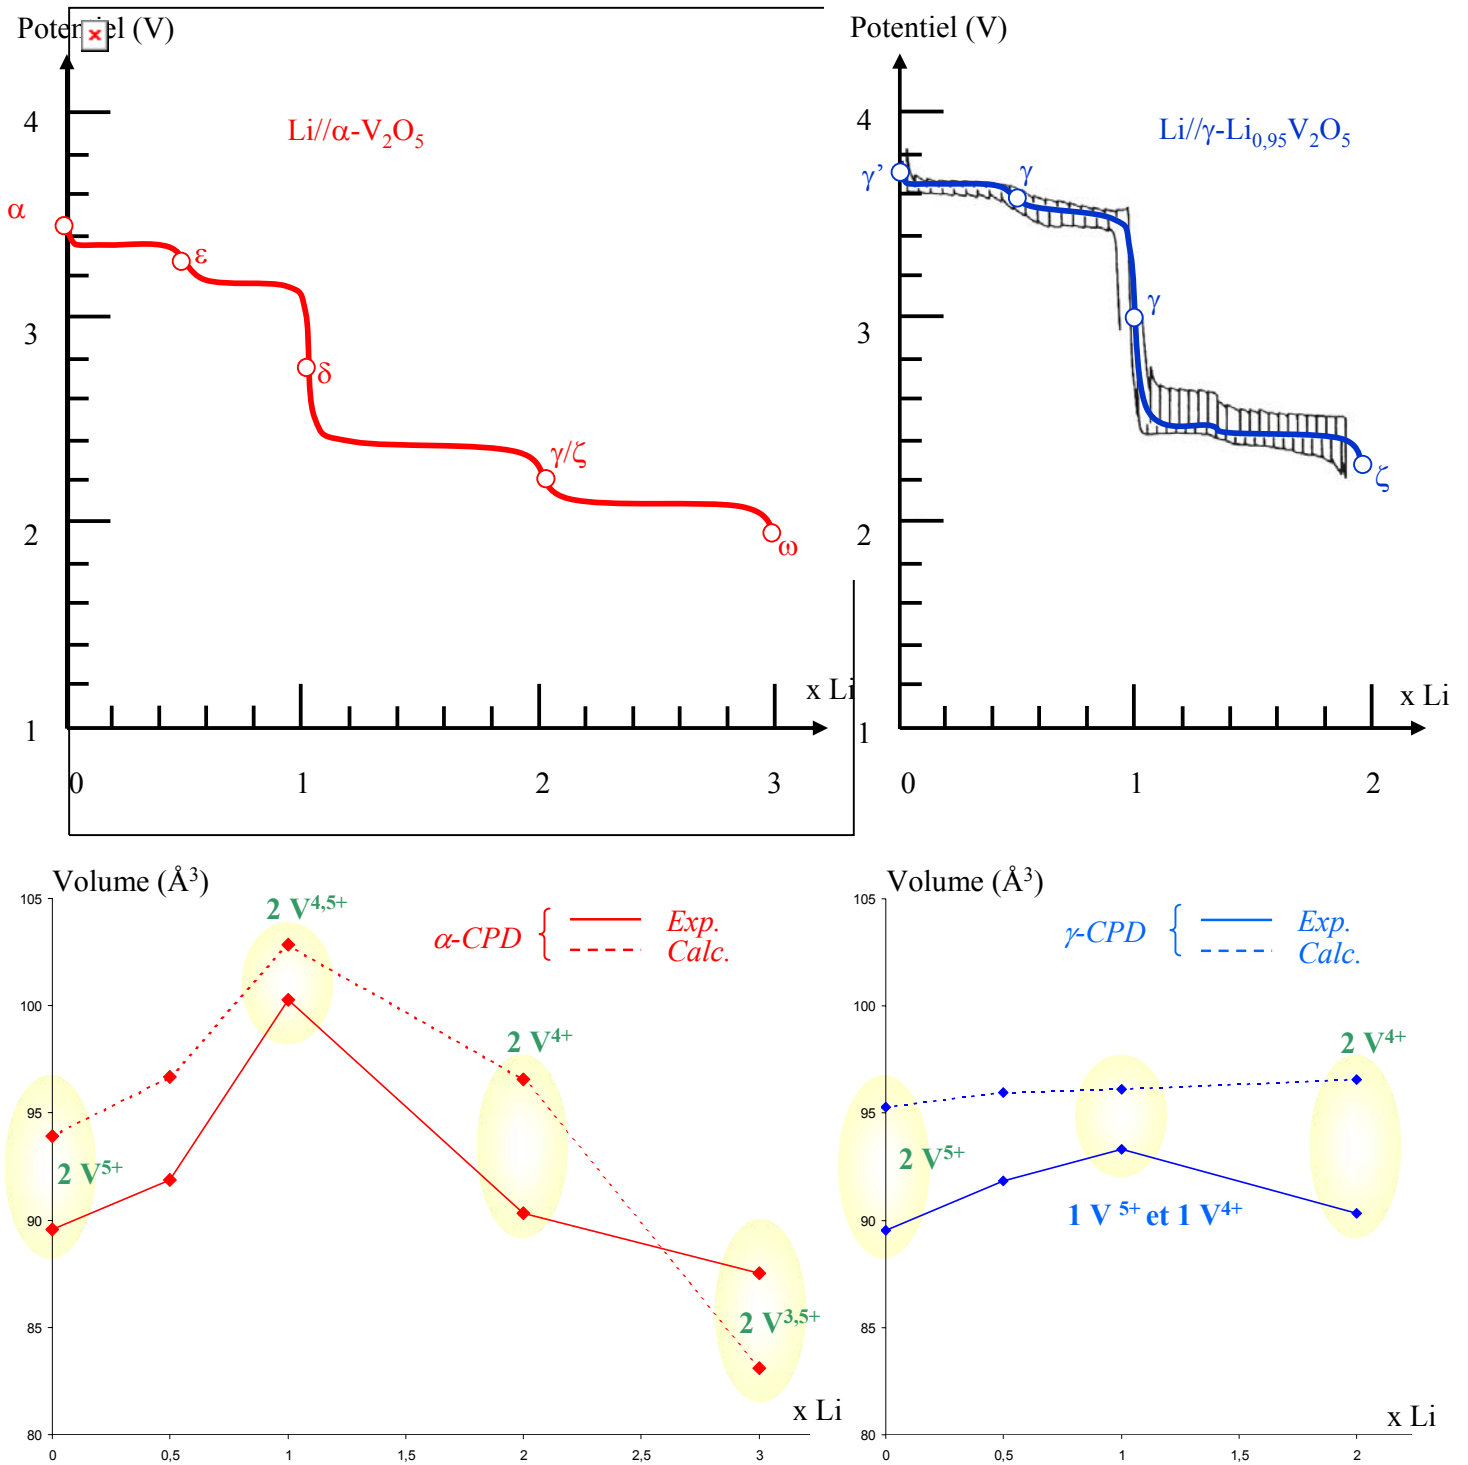 Potentiel (V)
Li//α-V₂O₅
4
3
2
1
α
ε
δ
γ/ζ
ω
x Li
0 1 2 3
Potentiel (V)
Li//γ-Li₀,₉₅V₂O₅
4
3
2
1
γ’
γ
γ
ζ
x Li
0 1 2
Volume (Å³)
105
100
95
90
85
80
2 V⁴,⁵⁺
α-CPD
Exp.
Calc.
2 V⁴⁺
2 V⁵⁺
2 V³,⁵⁺
x Li
0 0,5 1 1,5 2 2,5 3
Volume (Å³)
105
100
95
90
85
80
γ-CPD
Exp.
Calc.
2 V⁴⁺
2 V⁵⁺
1 V ⁵⁺ et 1 V⁴⁺
x Li
0 0,5 1 1,5 2